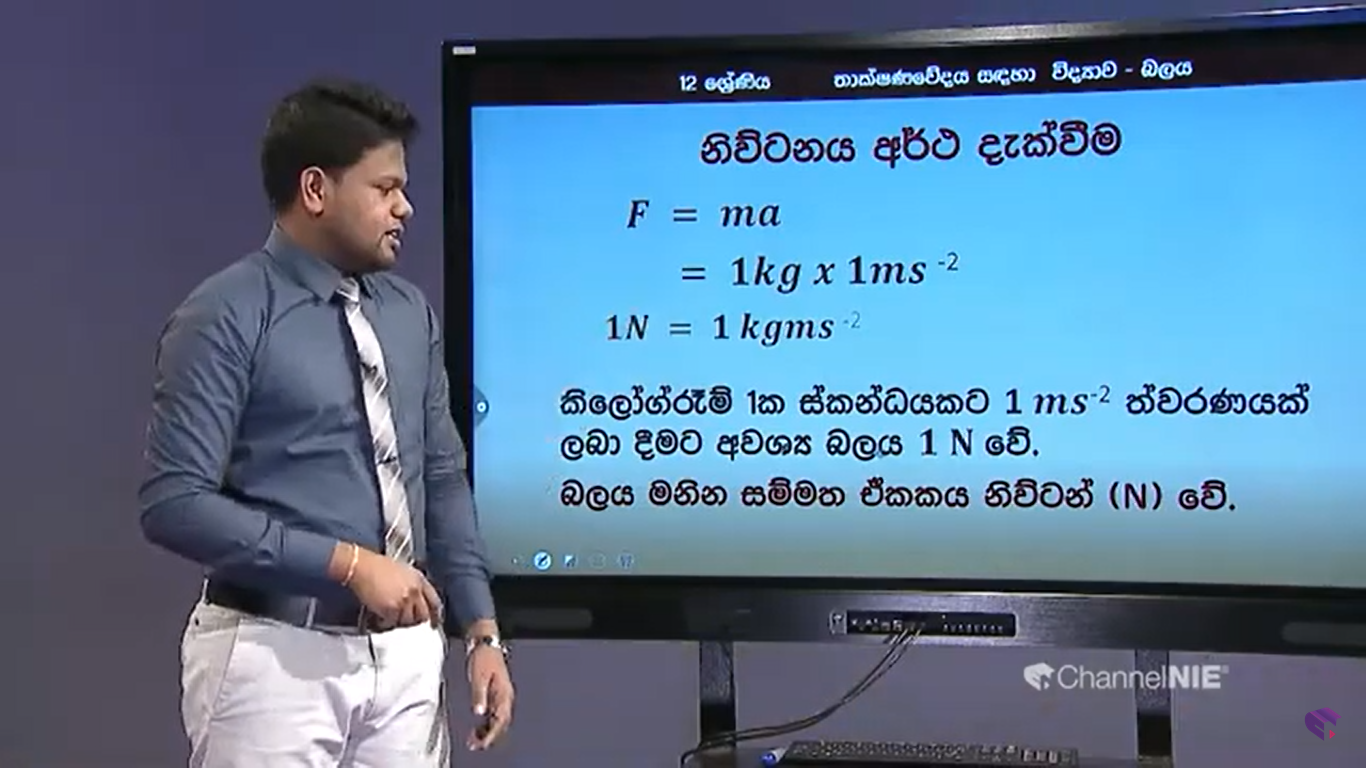 12 ශ්‍රේණිය තාක්ෂණවේදය සඳහා විද්‍යාව - බලය
නිව්ටනය අර්ථ දැක්වීම
F = ma
= 1kg x 1ms -2
1N = 1 kgms -2
කිලෝග්රෑම් 1ක ස්කන්ධයකට 1 ms-2 ත්වරණයක්
ලබා දීමට අවශ්‍ය බලය 1 N වේ.
බලය මනින සම්මත ඒකකය නිව්ටන් (N) වේ.
ChannelNIE